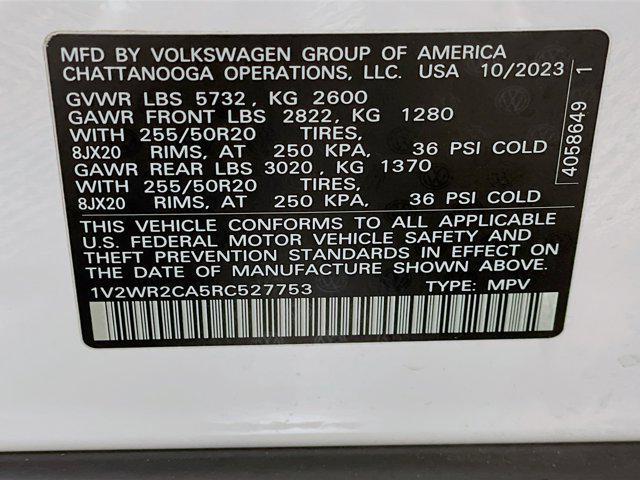 MFD BY VOLKSWAGEN GROUP OF AMERICA
CHATTANOOGA OPERATIONS, LLC. USA 10/2023
GVWR LBS 5732, KG 2600
GAWR FRONT LBS 2822, KG 1280
WITH 255/50R20 TIRES,
8JX20 RIMS, AT 250 KPA, 36 PSI COLD
GAWR REAR LBS 3020, KG 1370
WITH 255/50R20 TIRES,
8JX20 RIMS, AT 250 KPA, 36 PSI COLD
THIS VEHICLE CONFORMS TO ALL APPLICABLE
U.S. FEDERAL MOTOR VEHICLE SAFETY AND
THEFT PREVENTION STANDARDS IN EFFECT ON
THE DATE OF MANUFACTURE SHOWN ABOVE.
1V2WR2CA5RC527753 TYPE: MPV
4058649 1